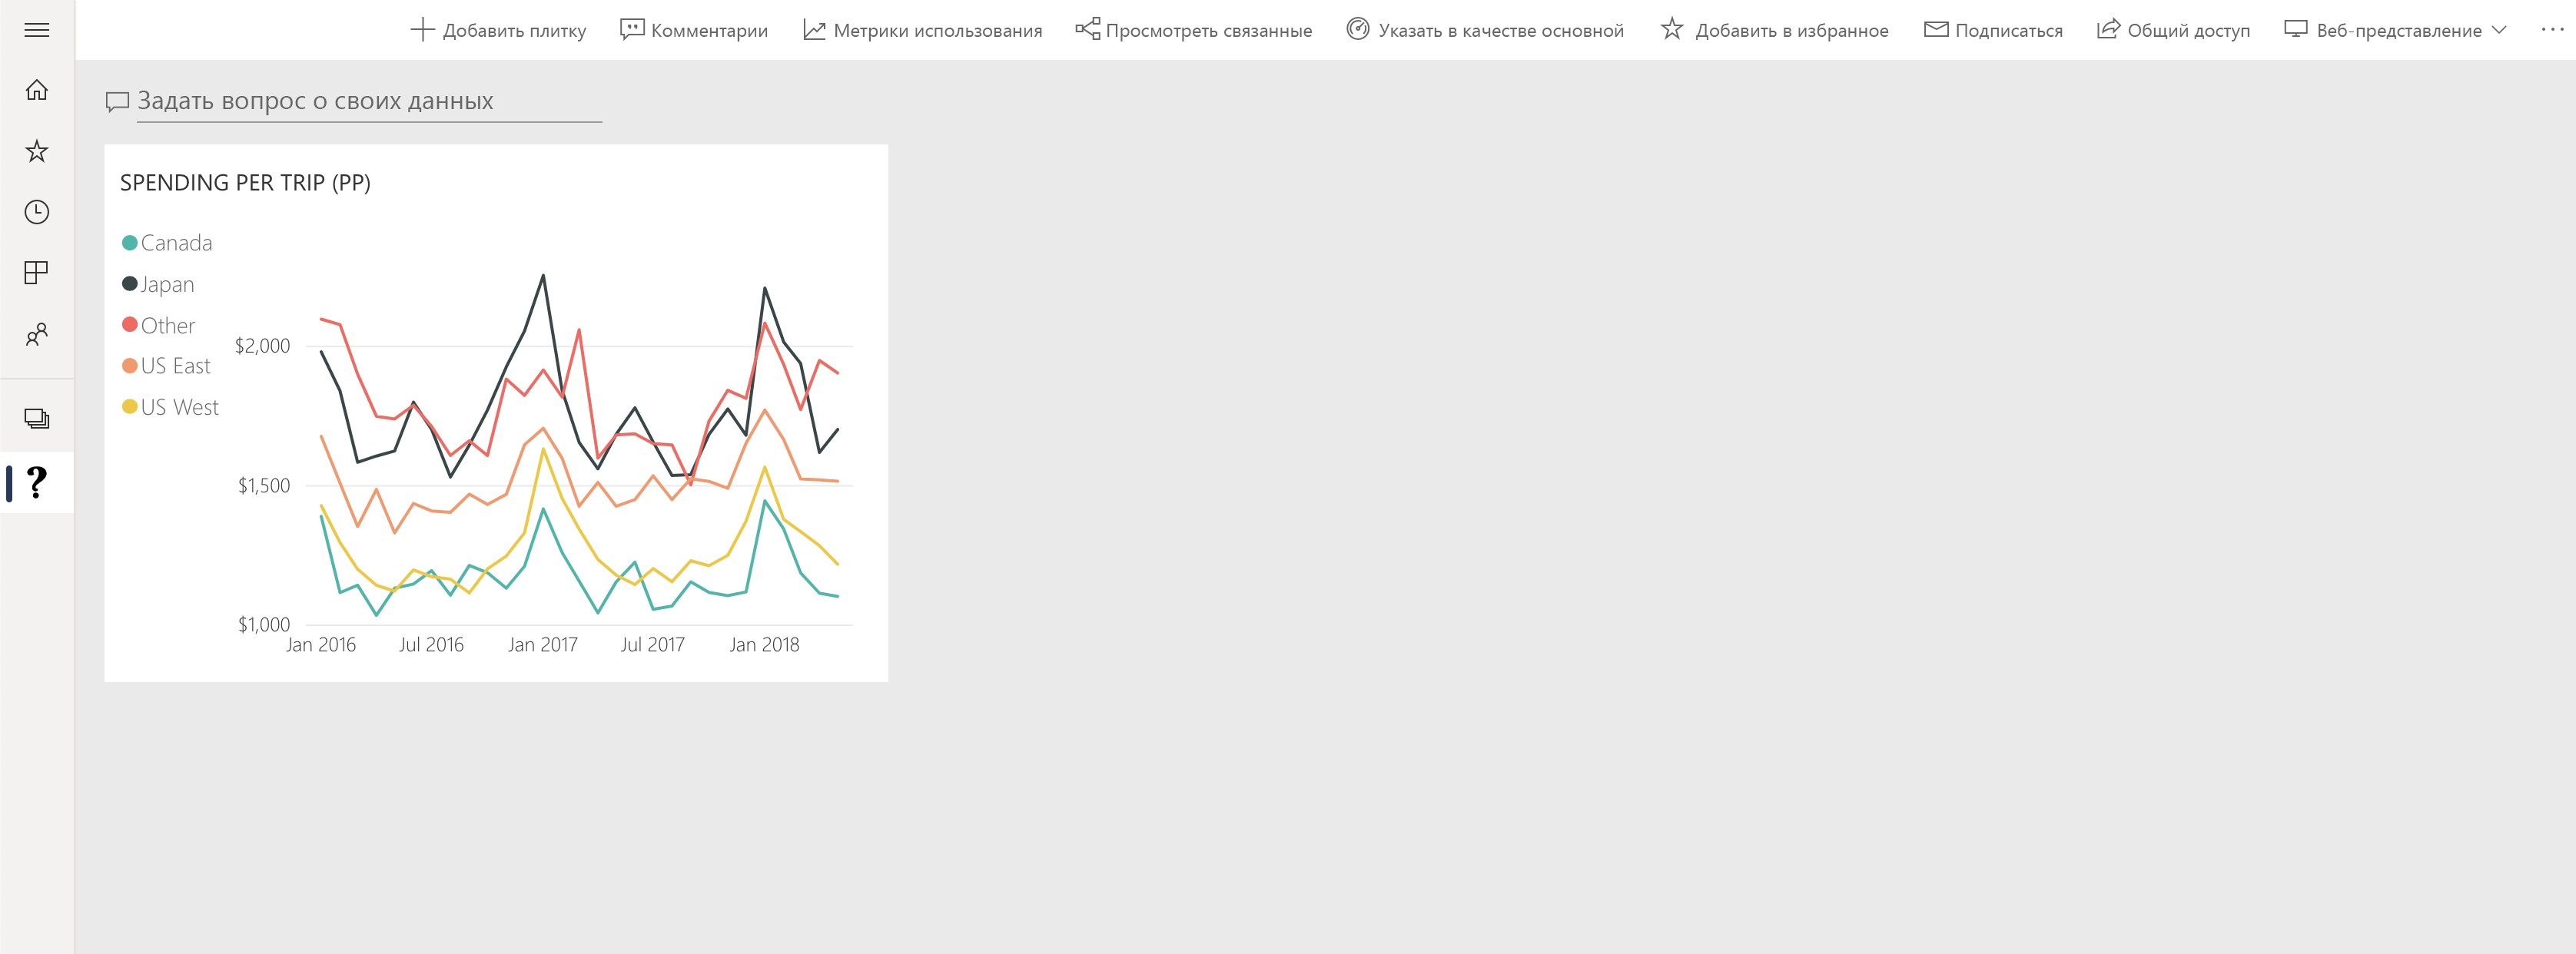 Добавить плитку
Комментарии
Метрики использования
Просмотреть связанные
Указать в качестве основной
Добавить в избранное
Подписаться
Общий доступ
Веб-представление
Задать вопрос о своих данных
SPENDING PER TRIP (PP)
Canada
Japan
Other
US East
US West
$2,000
$1,500
$1,000
Jan 2016
Jul 2016
Jan 2017
Jul 2017
Jan 2018
?